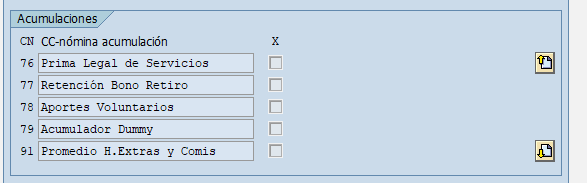 Acumulaciones
CN CC-nómina acumulación X
76 Prima Legal de Servicios
77 Retención Bono Retiro
78 Aportes Voluntarios
79 Acumulador Dummy
91 Promedio H.Extras y Comis